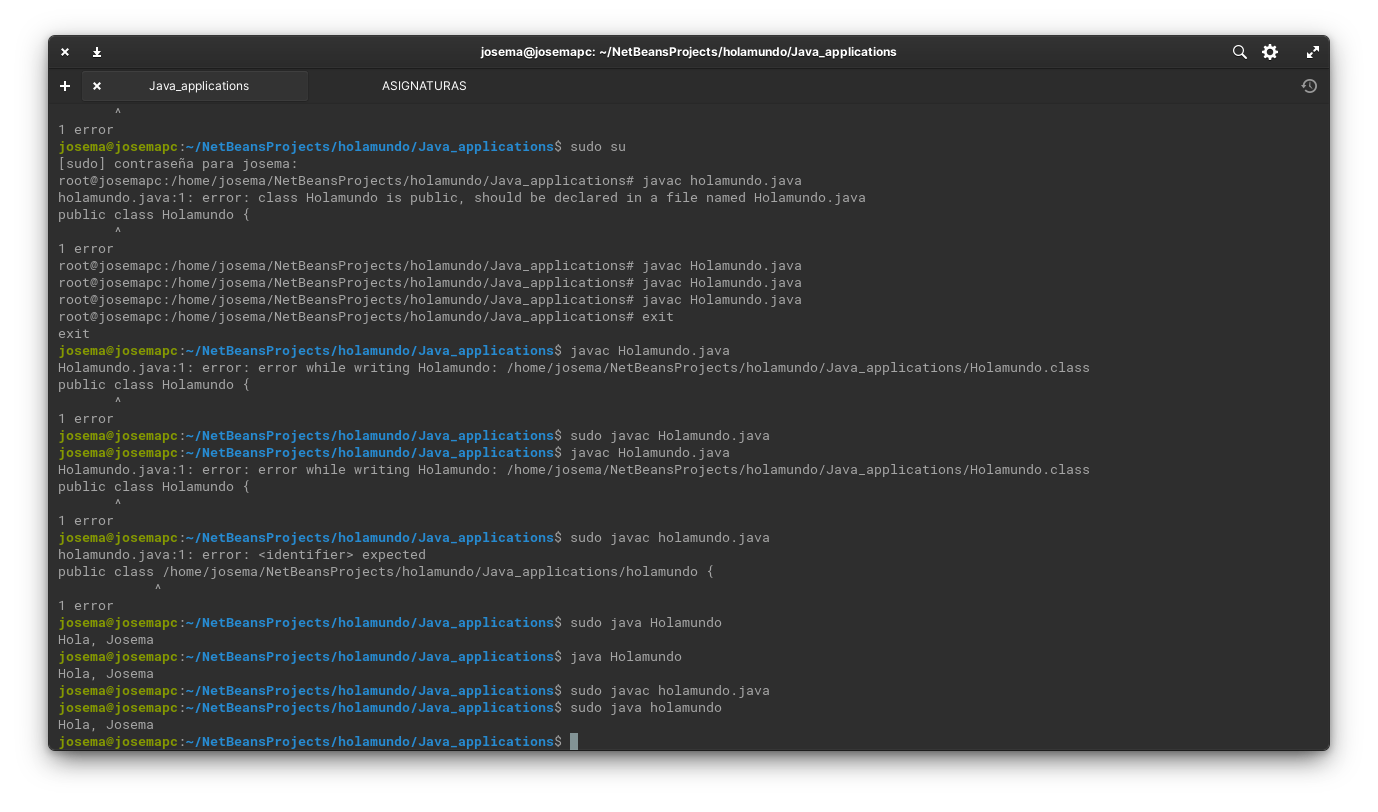 josema@josemapc: ~/NetBeansProjects/holamundo/Java_applications
Java_applications
ASIGNATURAS
^
1 error
josema@josemapc:~/NetBeansProjects/holamundo/Java_applications$ sudo su
[sudo] contraseña para josema:
root@josemapc:/home/josema/NetBeansProjects/holamundo/Java_applications# javac holamundo.java
holamundo.java:1: error: class Holamundo is public, should be declared in a file named Holamundo.java
public class Holamundo {
^
1 error
root@josemapc:/home/josema/NetBeansProjects/holamundo/Java_applications# javac Holamundo.java
root@josemapc:/home/josema/NetBeansProjects/holamundo/Java_applications# javac Holamundo.java
root@josemapc:/home/josema/NetBeansProjects/holamundo/Java_applications# javac Holamundo.java
root@josemapc:/home/josema/NetBeansProjects/holamundo/Java_applications# exit
exit
josema@josemapc:~/NetBeansProjects/holamundo/Java_applications$ javac Holamundo.java
Holamundo.java:1: error: error while writing Holamundo: /home/josema/NetBeansProjects/holamundo/Java_applications/Holamundo.class
public class Holamundo {
^
1 error
josema@josemapc:~/NetBeansProjects/holamundo/Java_applications$ sudo javac Holamundo.java
josema@josemapc:~/NetBeansProjects/holamundo/Java_applications$ javac Holamundo.java
Holamundo.java:1: error: error while writing Holamundo: /home/josema/NetBeansProjects/holamundo/Java_applications/Holamundo.class
public class Holamundo {
^
1 error
josema@josemapc:~/NetBeansProjects/holamundo/Java_applications$ sudo javac holamundo.java
holamundo.java:1: error: <identifier> expected
public class /home/josema/NetBeansProjects/holamundo/Java_applications/holamundo {
^
1 error
josema@josemapc:~/NetBeansProjects/holamundo/Java_applications$ sudo java Holamundo
Hola, Josema
josema@josemapc:~/NetBeansProjects/holamundo/Java_applications$ java Holamundo
Hola, Josema
josema@josemapc:~/NetBeansProjects/holamundo/Java_applications$ sudo javac holamundo.java
josema@josemapc:~/NetBeansProjects/holamundo/Java_applications$ sudo java holamundo
Hola, Josema
josema@josemapc:~/NetBeansProjects/holamundo/Java_applications$